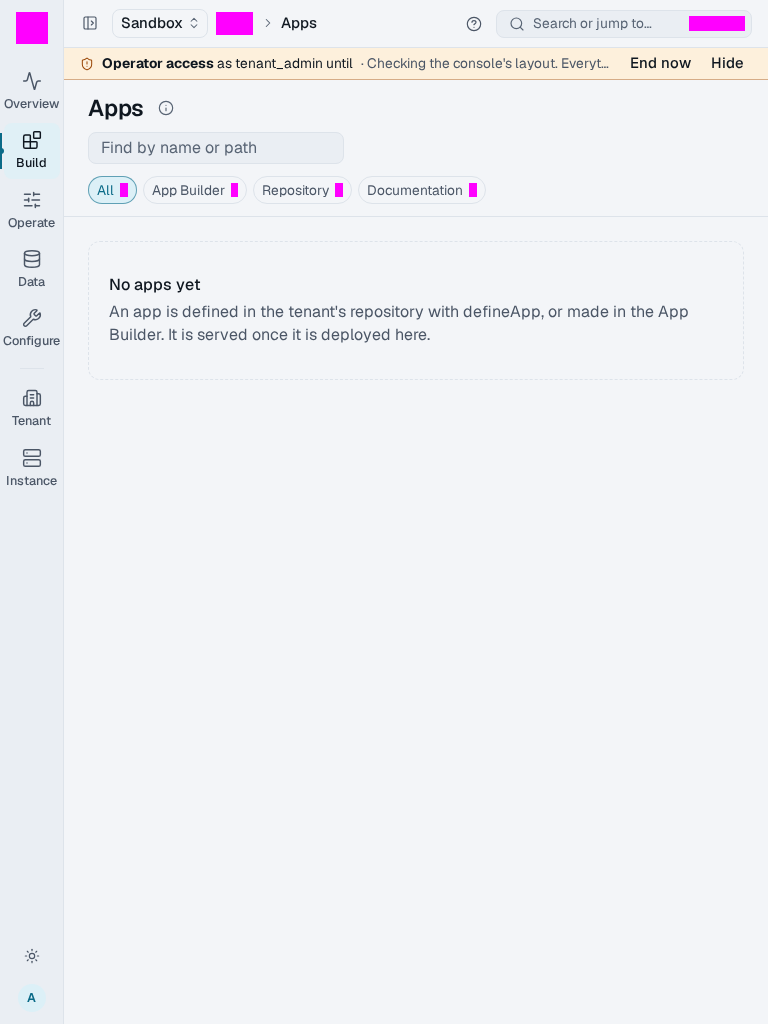 Sandbox
Apps
Search or jump to…
Operator access as tenant_admin until · Checking the console's layout. Everyt…
End now
Hide
Overview
Build
Operate
Data
Configure
Tenant
Instance
A
Apps
Find by name or path
All
App Builder
Repository
Documentation
No apps yet
An app is defined in the tenant's repository with defineApp, or made in the App
Builder. It is served once it is deployed here.